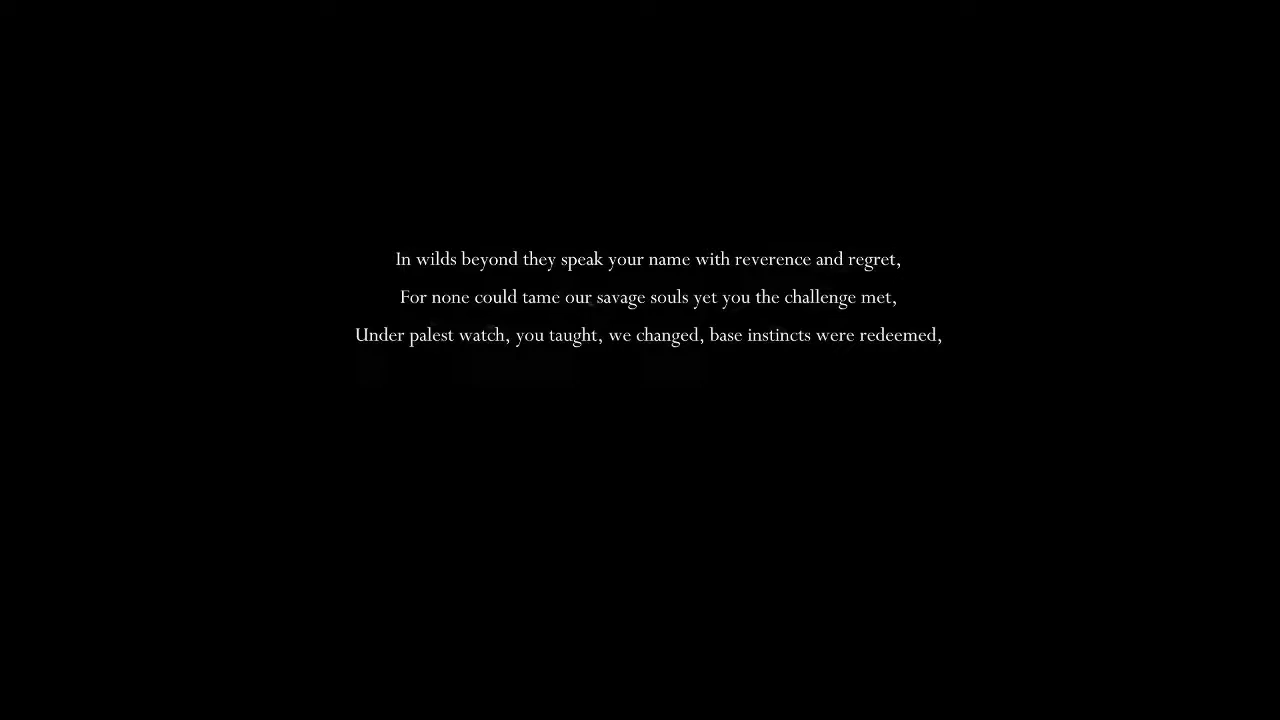 In wilds beyond they speak your name with reverence and regret,
For none could tame our savage souls yet you the challenge met,
Under palest watch, you taught, we changed, base instincts were redeemed,